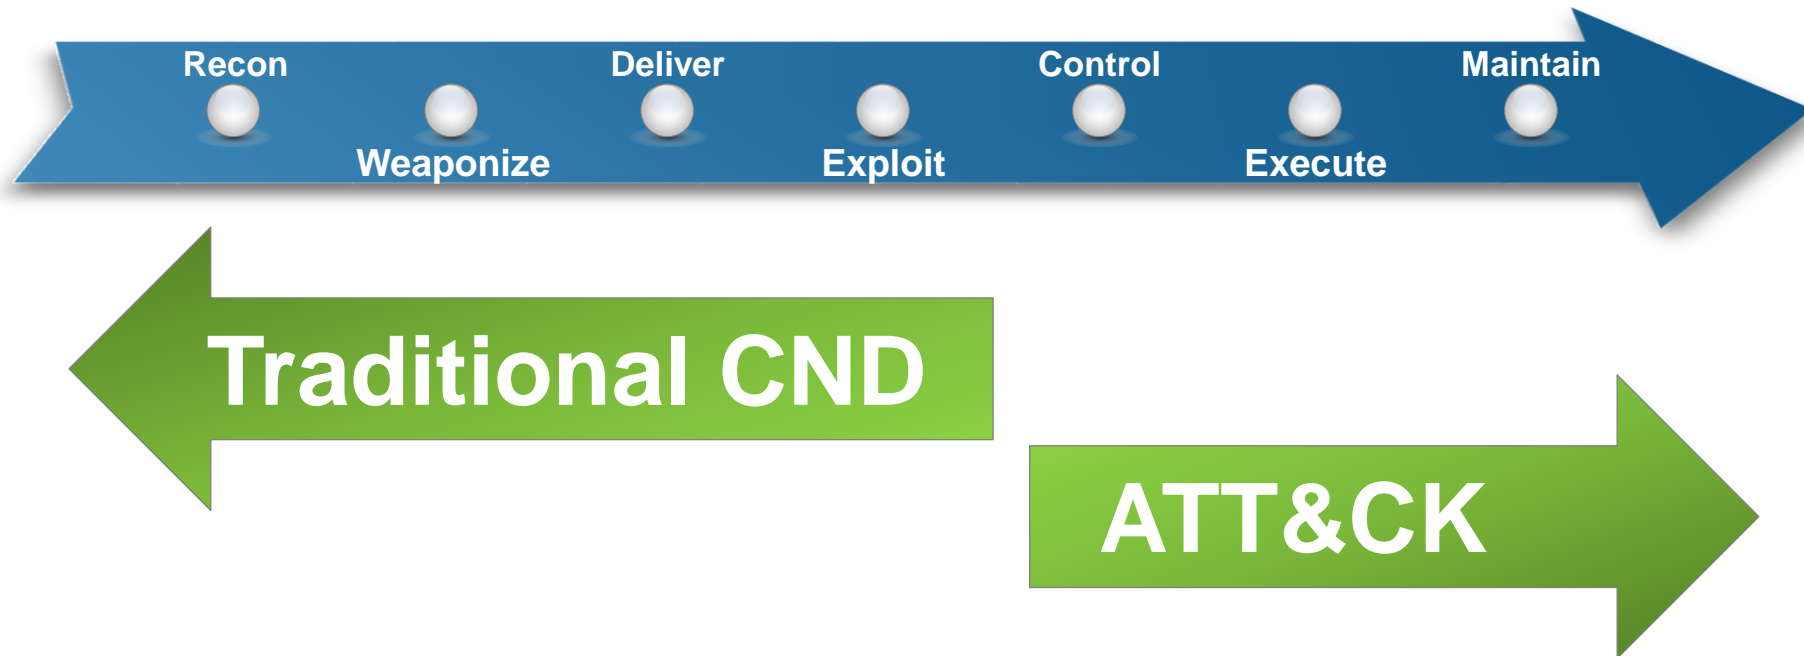 Recon
Deliver
Control
Maintain
Weaponize
Exploit
Execute
Traditional CND
ATT&CK